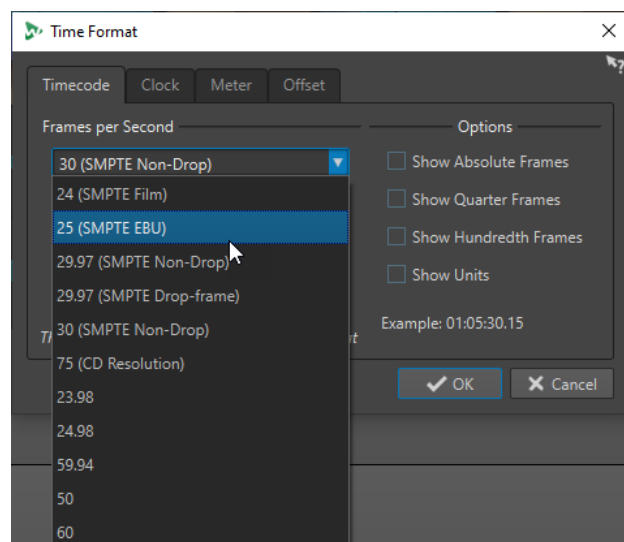 Time Format
Timecode Clock Meter Offset
Frames per Second
30 (SMPTE Non-Drop)
24 (SMPTE Film)
25 (SMPTE EBU)
29.97 (SMPTE Non-Drop)
29.97 (SMPTE Drop-frame)
30 (SMPTE Non-Drop)
75 (CD Resolution)
23.98
24.98
59.94
50
60
Options
Show Absolute Frames
Show Quarter Frames
Show Hundredth Frames
Show Units
Example: 01:05:30.15
OK Cancel